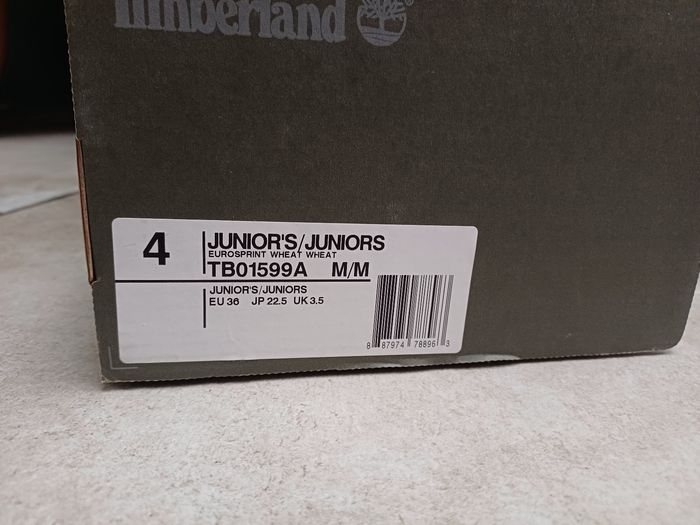 Timberland ®
4
JUNIOR'S/JUNIORS
EUROSPRINT WHEAT WHEAT
TB01599A M/M
JUNIOR'S/JUNIORS
EU 36 JP 22.5 UK 3.5
8 87974 78896 3